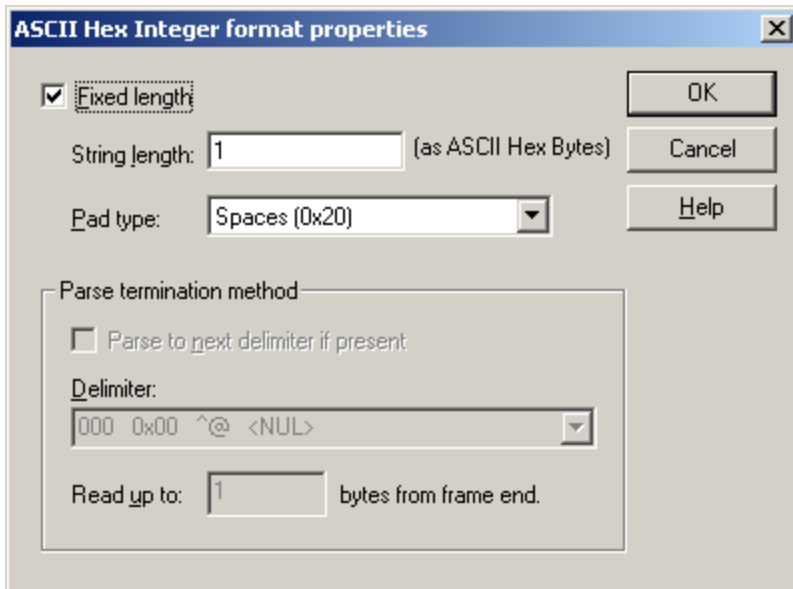 ASCII Hex Integer format properties
Fixed length
OK
String length: 1 (as ASCII Hex Bytes)
Cancel
Pad type: Spaces (0x20)
Help
Parse termination method
Parse to next delimiter if present
Delimiter:
000 0x00 ^@ <NUL>
Read up to: 1 bytes from frame end.